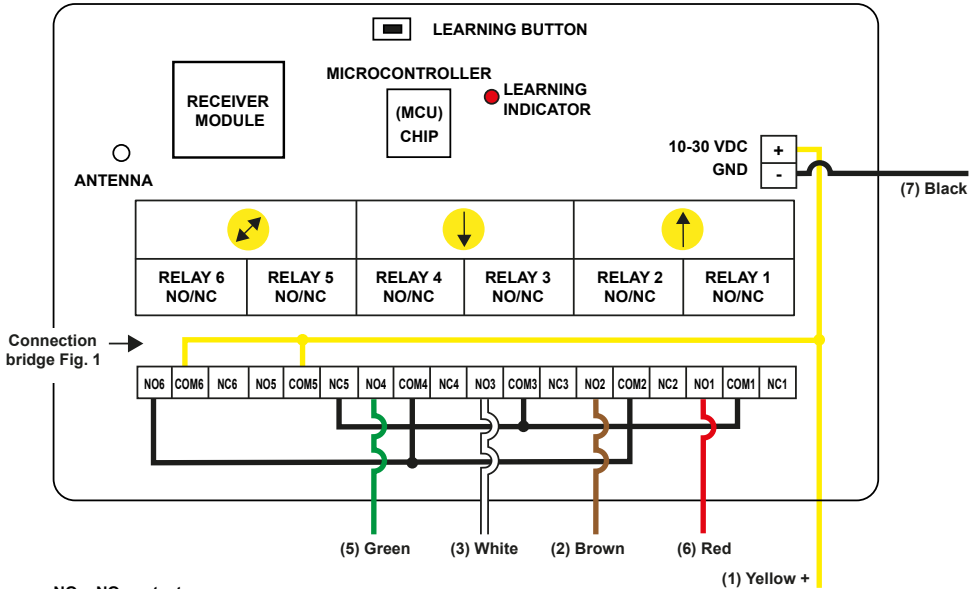 LEARNING BUTTON
MICROCONTROLLER
LEARNING
INDICATOR
RECEIVER
MODULE
(MCU)
CHIP
ANTENNA
10-30 VDC
+
GND
-
(7) Black
RELAY 6
NO/NC
RELAY 5
NO/NC
RELAY 4
NO/NC
RELAY 3
NO/NC
RELAY 2
NO/NC
RELAY 1
NO/NC
Connection
bridge Fig. 1
NO6 COM6 NC6 NO5 COM5 NC5 NO4 COM4 NC4 NO3 COM3 NC3 NO2 COM2 NC2 NO1 COM1 NC1
(5) Green
(3) White
(2) Brown
(6) Red
(1) Yellow +